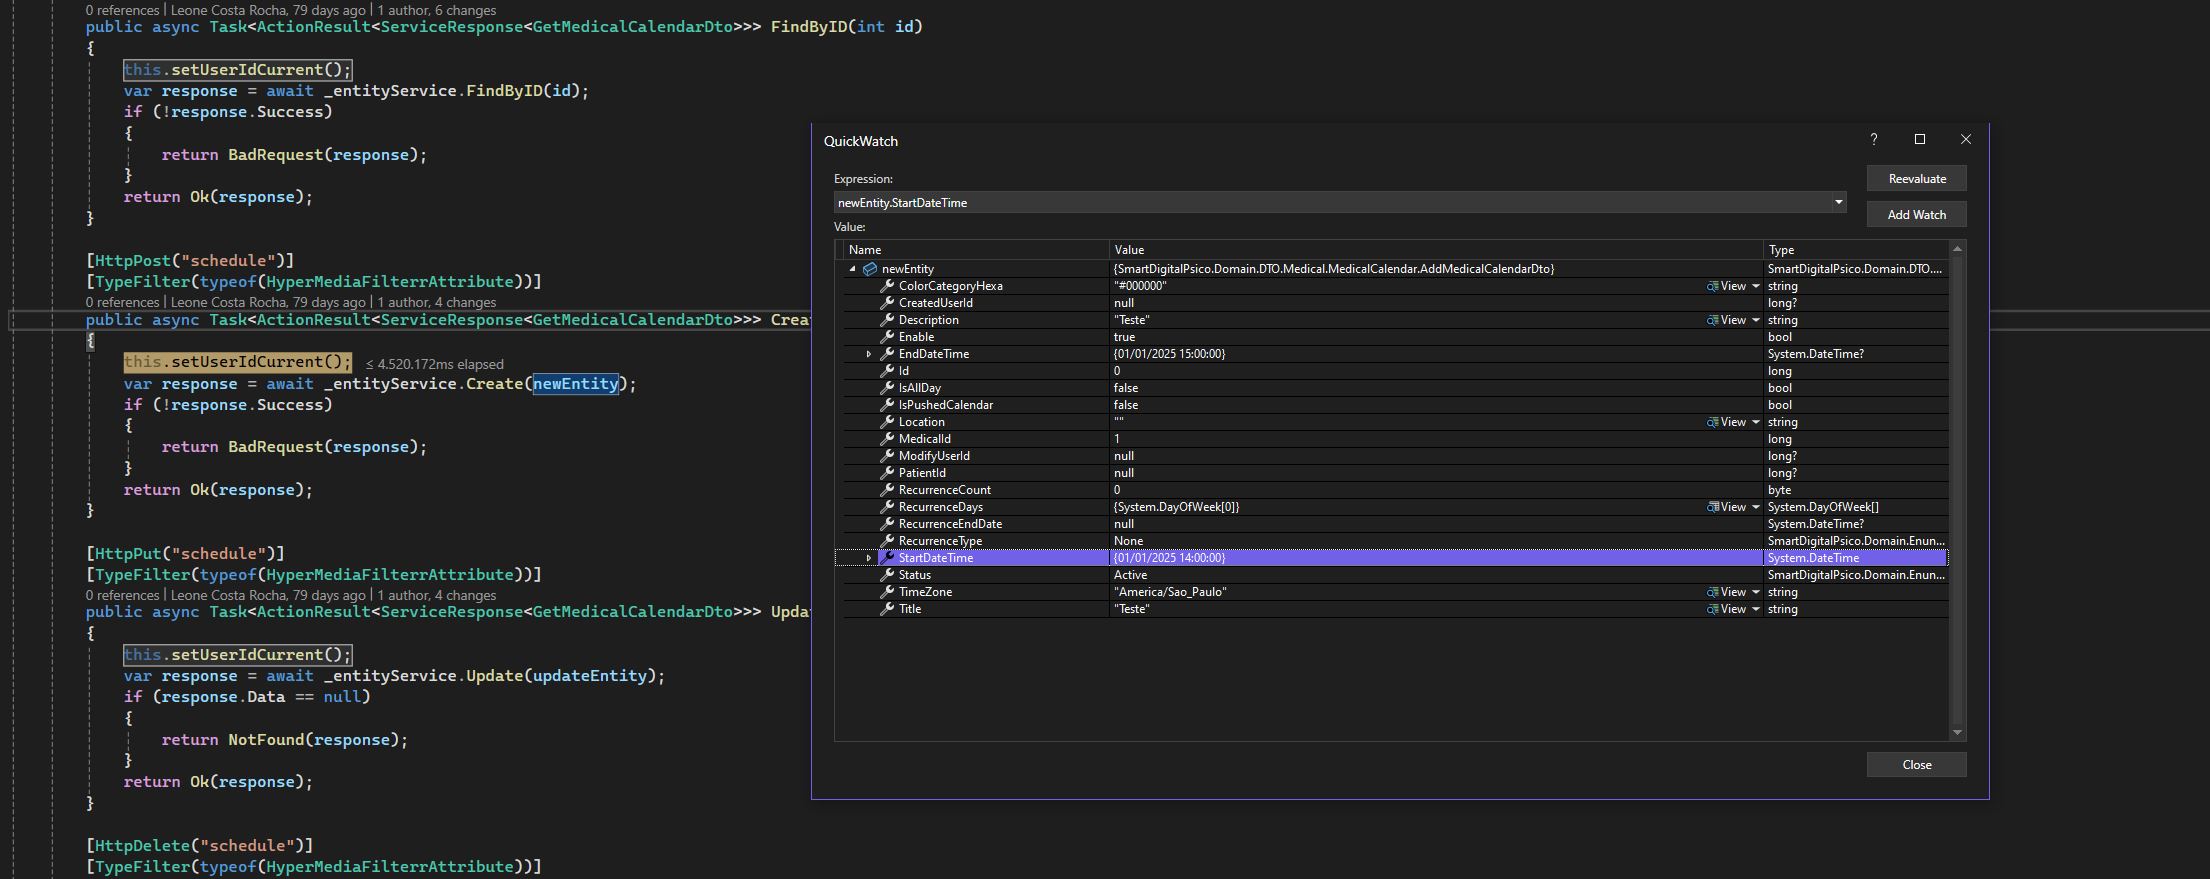 0 references | Leone Costa Rocha, 79 days ago | 1 author, 6 changes
public async Task<ActionResult<ServiceResponse<GetMedicalCalendarDto>>> FindByID(int id)
{
this.setUserIdCurrent();
var response = await _entityService.FindByID(id);
if (!response.Success)
{
return BadRequest(response);
}
return Ok(response);
}
[HttpPost("schedule")]
[TypeFilter(typeof(HyperMediaFilterrAttribute))]
0 references | Leone Costa Rocha, 79 days ago | 1 author, 4 changes
public async Task<ActionResult<ServiceResponse<GetMedicalCalendarDto>>> Crea
{
this.setUserIdCurrent(); ≤ 4.520.172ms elapsed
var response = await _entityService.Create(newEntity);
if (!response.Success)
{
return BadRequest(response);
}
return Ok(response);
}
[HttpPut("schedule")]
[TypeFilter(typeof(HyperMediaFilterrAttribute))]
0 references | Leone Costa Rocha, 79 days ago | 1 author, 4 changes
public async Task<ActionResult<ServiceResponse<GetMedicalCalendarDto>>> Upda
{
this.setUserIdCurrent();
var response = await _entityService.Update(updateEntity);
if (response.Data == null)
{
return NotFound(response);
}
return Ok(response);
}
[HttpDelete("schedule")]
[TypeFilter(typeof(HyperMediaFilterrAttribute))]
QuickWatch
?
Expression:
Reevaluate
newEntity.StartDateTime
Add Watch
Value:
Name Value Type
newEntity {SmartDigitalPsico.Domain.DTO.Medical.MedicalCalendar.AddMedicalCalendarDto} SmartDigitalPsico.Domain.DTO....
ColorCategoryHexa "#000000" View string
CreatedUserId null long?
Description "Teste" View string
Enable true bool
EndDateTime {01/01/2025 15:00:00} System.DateTime?
Id 0 long
IsAllDay false bool
IsPushedCalendar false bool
Location "" View string
MedicalId 1 long
ModifyUserId null long?
PatientId null long?
RecurrenceCount 0 byte
RecurrenceDays {System.DayOfWeek[0]} View System.DayOfWeek[]
RecurrenceEndDate null System.DateTime?
RecurrenceType None SmartDigitalPsico.Domain.Enun...
StartDateTime {01/01/2025 14:00:00} System.DateTime
Status Active SmartDigitalPsico.Domain.Enun...
TimeZone "America/Sao_Paulo" View string
Title "Teste" View string
Close